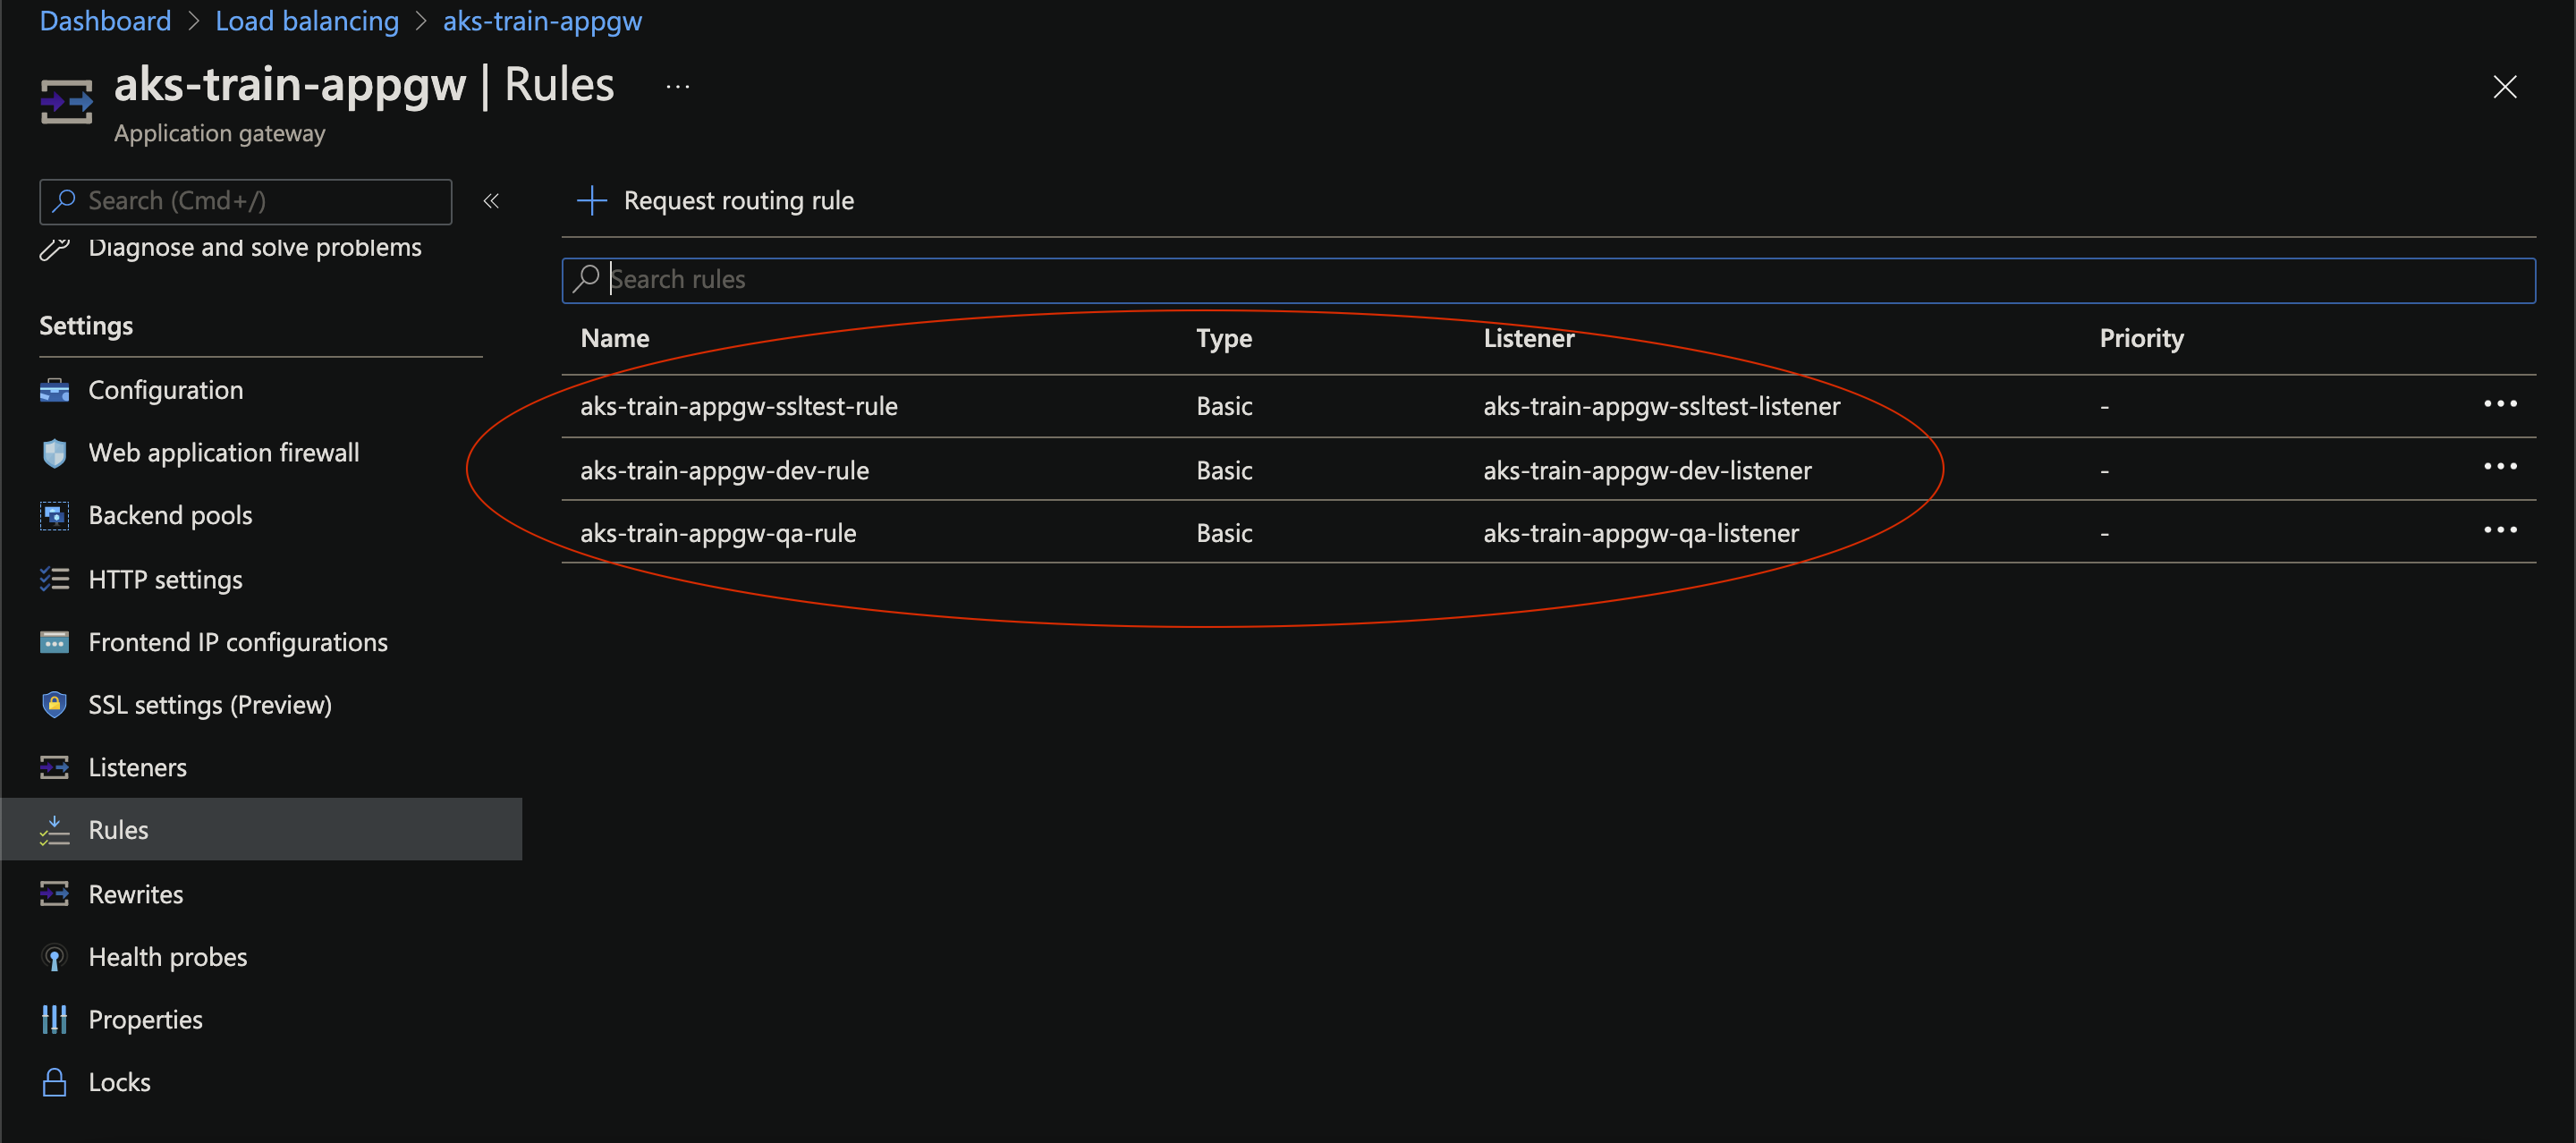 Dashboard > Load balancing > aks-train-appgw
aks-train-appgw | Rules ...
Application gateway
Search (Cmd+/) «
Diagnose and solve problems
Settings
Configuration
Web application firewall
Backend pools
HTTP settings
Frontend IP configurations
SSL settings (Preview)
Listeners
Rules
Rewrites
Health probes
Properties
Locks
+ Request routing rule
Search rules
Name Type Listener Priority
aks-train-appgw-ssltest-rule Basic aks-train-appgw-ssltest-listener - ...
aks-train-appgw-dev-rule Basic aks-train-appgw-dev-listener - ...
aks-train-appgw-qa-rule Basic aks-train-appgw-qa-listener - ...